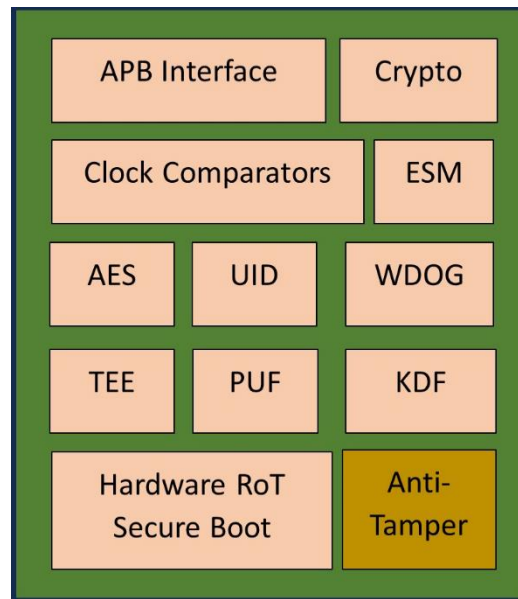 APB Interface
Crypto
Clock Comparators
ESM
AES
UID
WDOG
TEE
PUF
KDF
Hardware RoT
Secure Boot
Anti-
Tamper